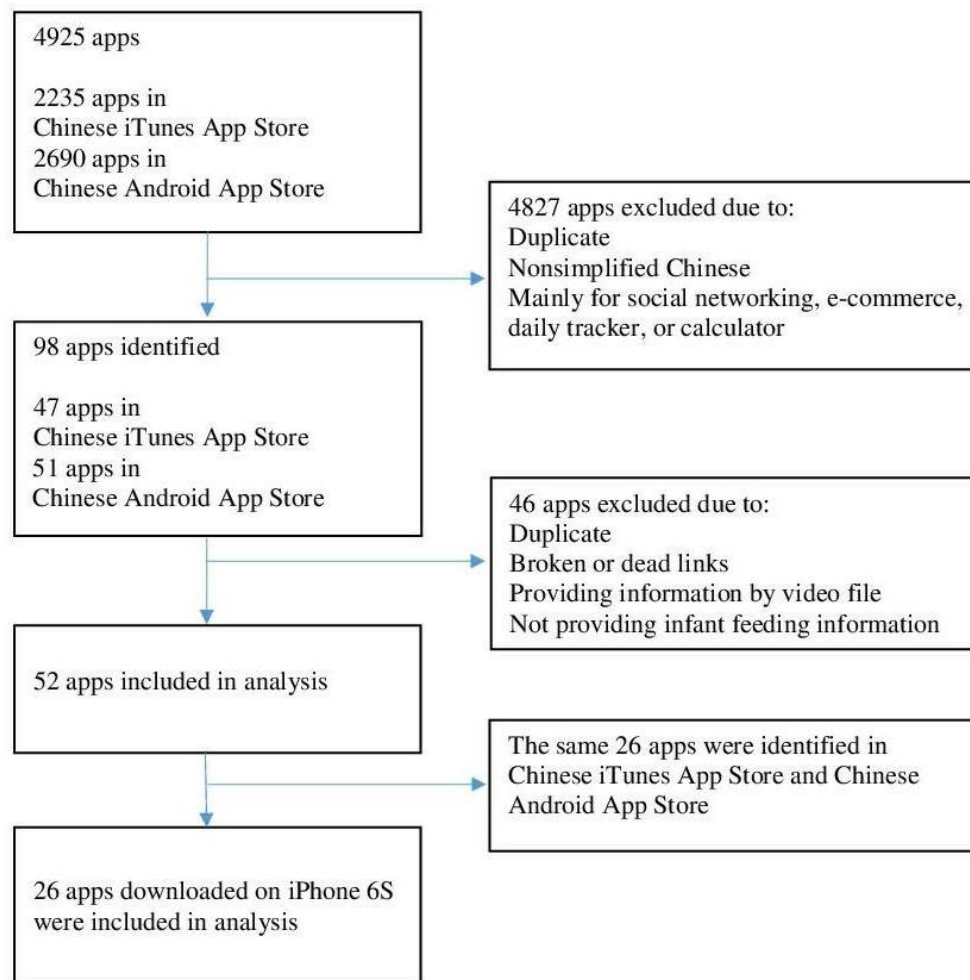 4925 apps
2235 apps in
Chinese iTunes App Store
2690 apps in
Chinese Android App Store
4827 apps excluded due to:
Duplicate
Nonsimplified Chinese
Mainly for social networking, e-commerce,
daily tracker, or calculator
98 apps identified
47 apps in
Chinese iTunes App Store
51 apps in
Chinese Android App Store
46 apps excluded due to:
Duplicate
Broken or dead links
Providing information by video file
Not providing infant feeding information
52 apps included in analysis
The same 26 apps were identified in
Chinese iTunes App Store and Chinese
Android App Store
26 apps downloaded on iPhone 6S
were included in analysis